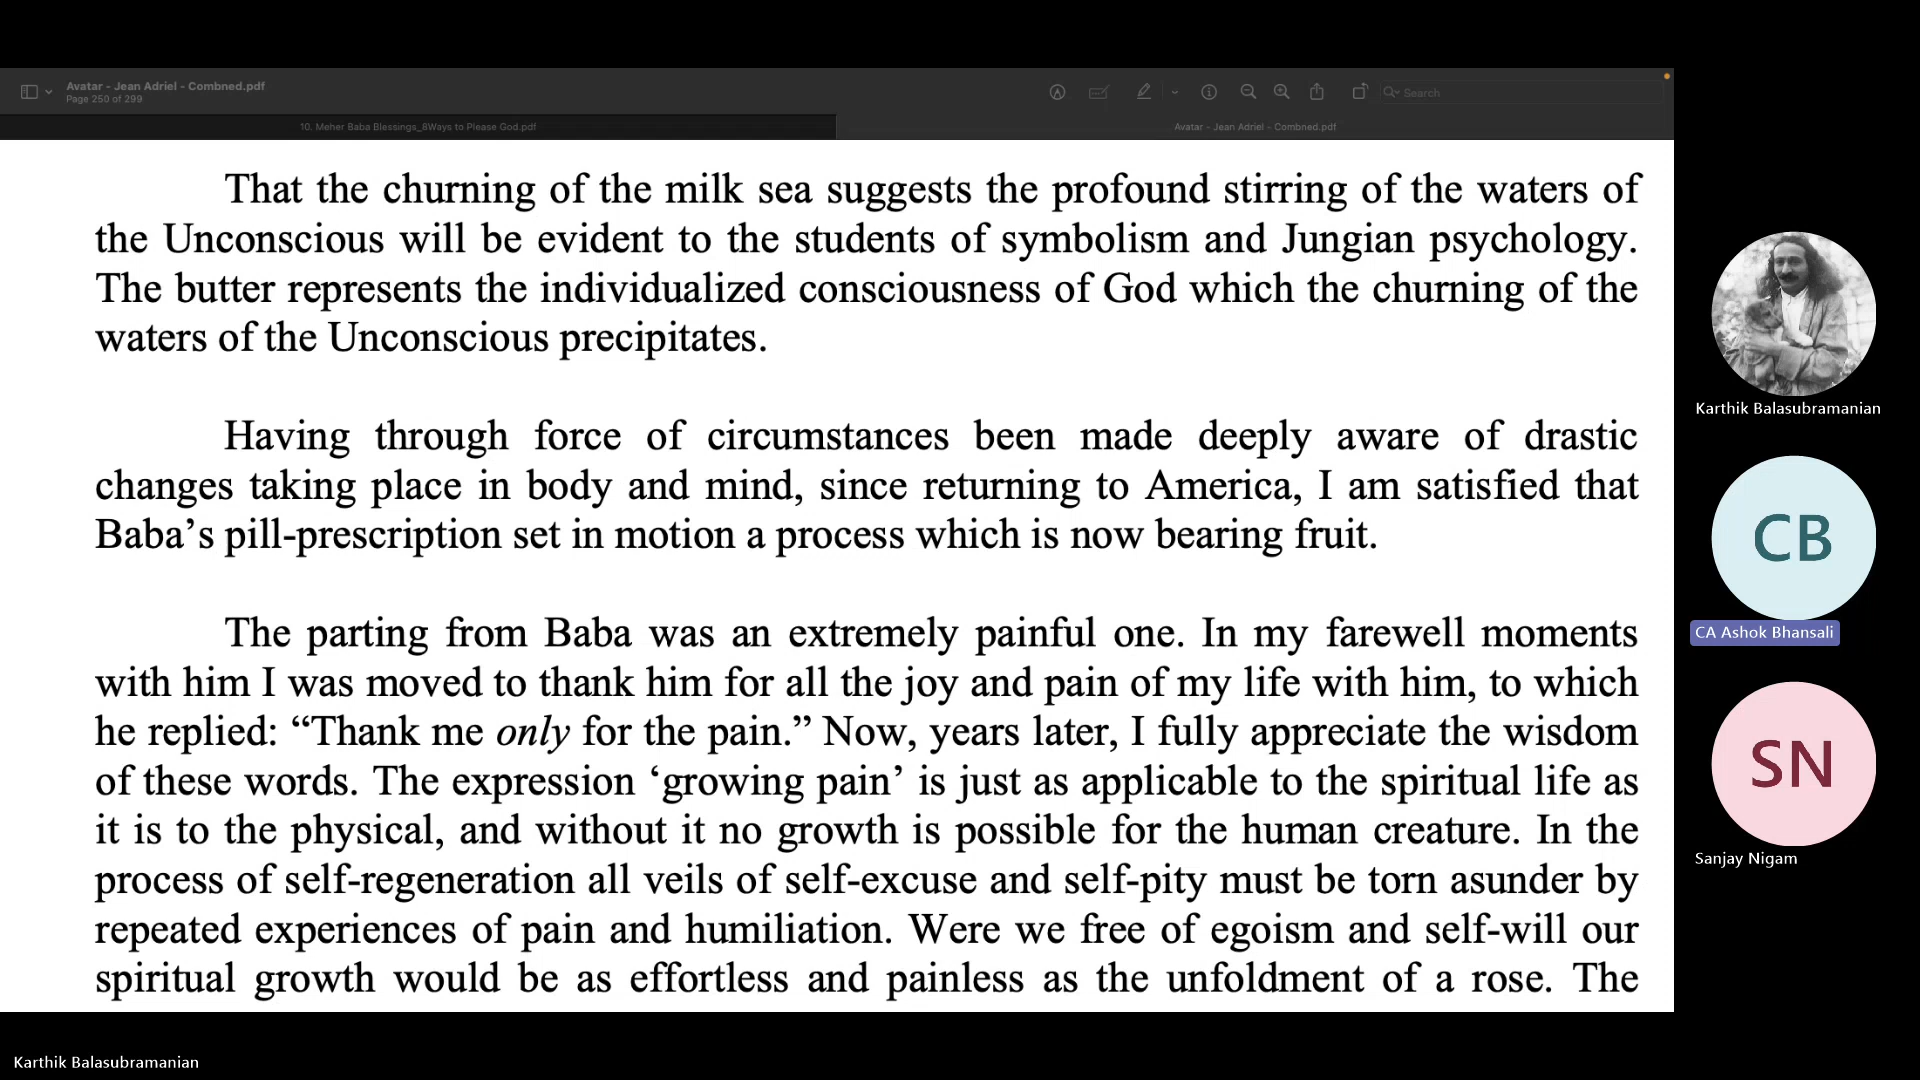 Avatar - Jean Adriel - Combned.pdf
Page 250 of 299
Search
10. Meher Baba Blessings_8Ways to Please God.pdf
Avatar - Jean Adriel - Combned.pdf
That the churning of the milk sea suggests the profound stirring of the waters of
the Unconscious will be evident to the students of symbolism and Jungian psychology.
The butter represents the individualized consciousness of God which the churning of the
waters of the Unconscious precipitates.
Having through force of circumstances been made deeply aware of drastic
changes taking place in body and mind, since returning to America, I am satisfied that
Baba’s pill-prescription set in motion a process which is now bearing fruit.
The parting from Baba was an extremely painful one. In my farewell moments
with him I was moved to thank him for all the joy and pain of my life with him, to which
he replied: “Thank me only for the pain.” Now, years later, I fully appreciate the wisdom
of these words. The expression ‘growing pain’ is just as applicable to the spiritual life as
it is to the physical, and without it no growth is possible for the human creature. In the
process of self-regeneration all veils of self-excuse and self-pity must be torn asunder by
repeated experiences of pain and humiliation. Were we free of egoism and self-will our
spiritual growth would be as effortless and painless as the unfoldment of a rose. The
Karthik Balasubramanian
CB
CA Ashok Bhansali
SN
Sanjay Nigam
Karthik Balasubramanian